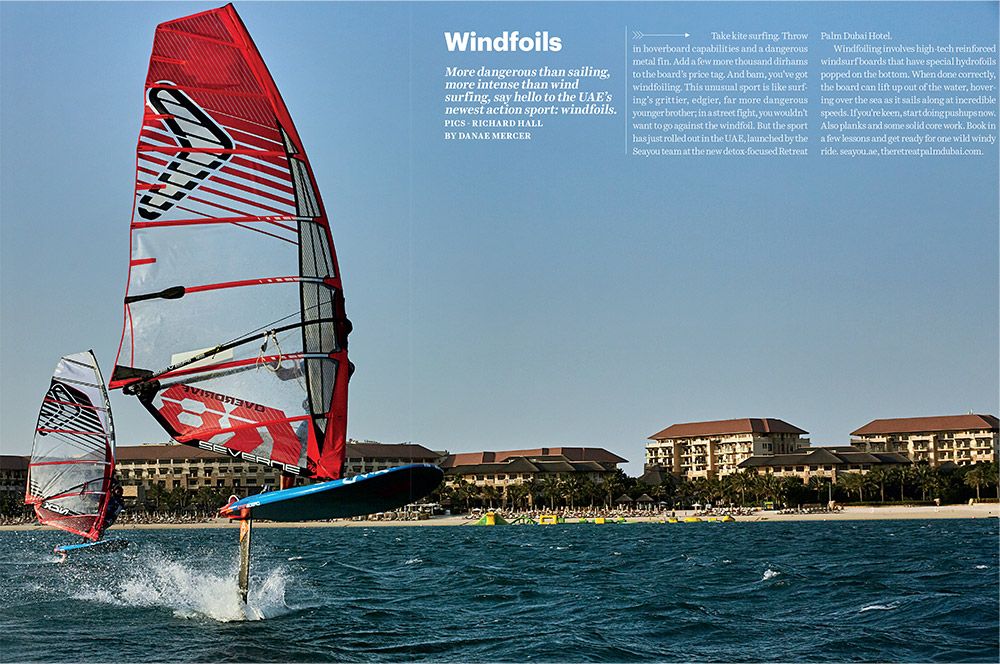 Windfoils
More dangerous than sailing,
more intense than wind
surfing, say hello to the UAE's
newest action sport: windfoils.
PICS - RICHARD HALL
BY DANAE MERCER
Take kite surfing. Throw
in hoverboard capabilities and a dangerous
metal fin. Add a few more thousand dirhams
to the board's price tag. And bam, you've got
windfoiling. This unusual sport is like surf-
ing's grittier, edgier, far more dangerous
younger brother; in a street fight, you wouldn't
want to go against the windfoil. But the sport
has just rolled out in the UAE, launched by the
Seayou team at the new detox-focused Retreat
Palm Dubai Hotel.
Windfoiling involves high-tech reinforced
windsurf boards that have special hydrofoils
popped on the bottom. When done correctly,
the board can lift up out of the water, hover-
ing over the sea as it sails along at incredible
speeds. If you're keen, start doing pushups now.
Also planks and some solid core work. Book in
a few lessons and get ready for one wild windy
ride. seayou.ae, theretreatpalmdubai.com.
OVERDRIVE
SEVERNE